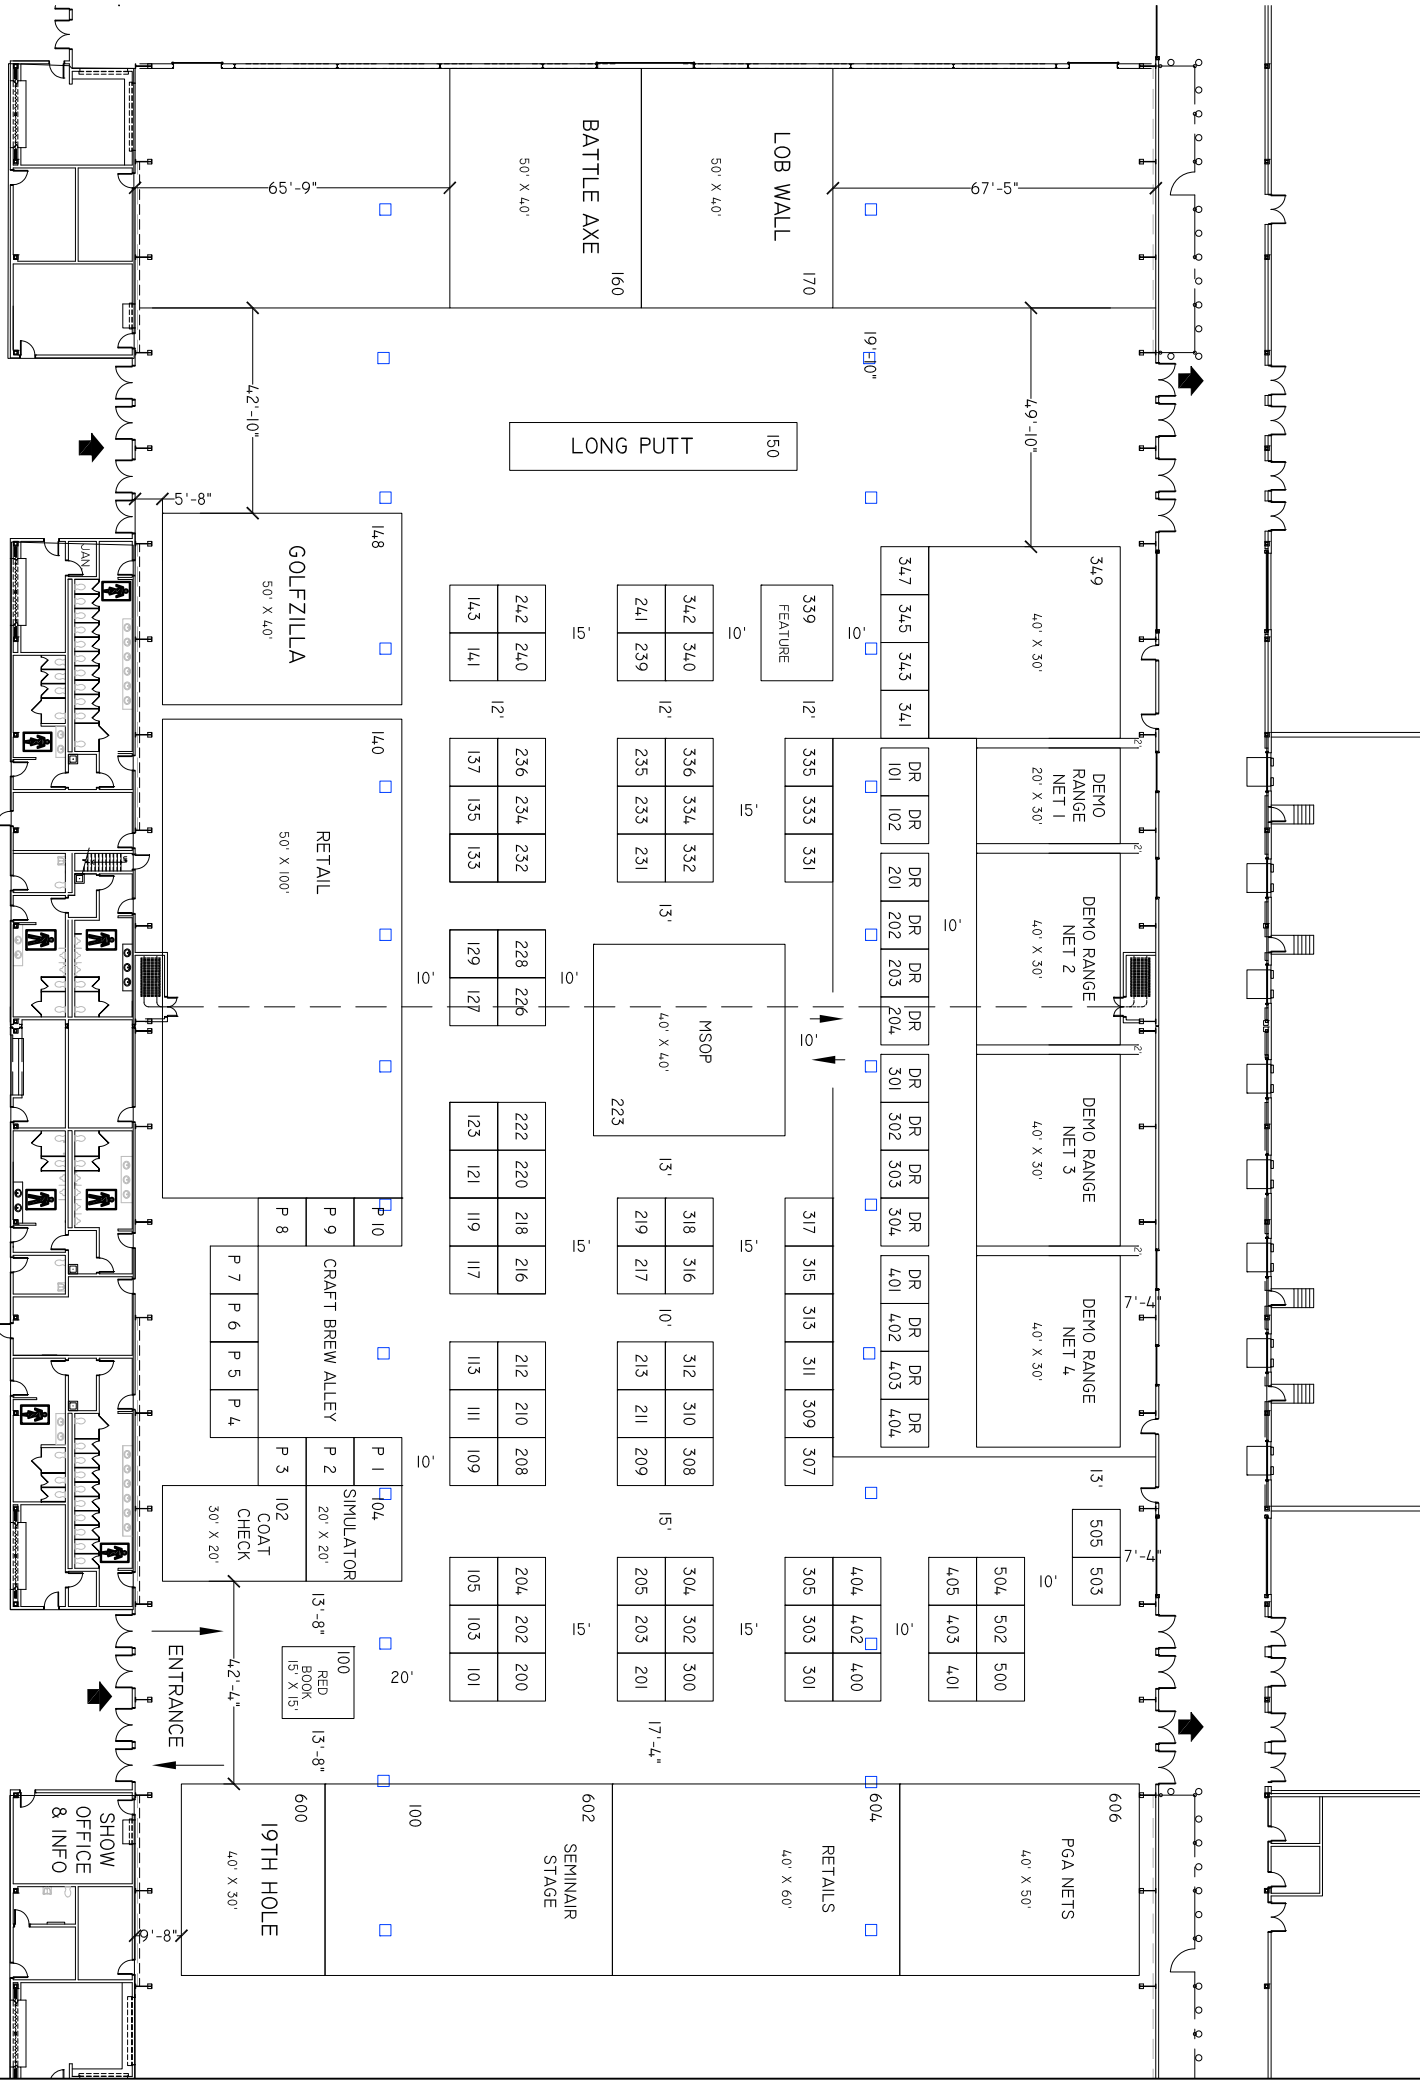 BATTLE AXE
50' X 40'
160
LOB WALL
50' X 40'
170
65'-9"
67'-5"
42'-10"
49'-10"
19'-10"
LONG PUTT
150
5'-8"
148
GOLFZILLA
50' X 40'
JAN
143
242
141
240
15'
241
342
239
340
10'
339
FEATURE
10'
347
345
343
341
349
40' X 30'
12'
12'
12'
140
RETAIL
50' X 100'
137
236
135
234
133
232
235
336
233
334
231
332
15'
335
333
331
DR
101
DR
102
DEMO
RANGE
NET 1
20' X 30'
2'
2'
13'
DR
201
DR
202
DR
203
DR
204
10'
DEMO RANGE
NET 2
40' X 30'
10'
129
228
127
226
10'
MSOP
40' X 40'
223
10'
2'
DR
301
DR
302
DR
303
DR
304
DEMO RANGE
NET 3
40' X 30'
123
222
121
220
119
218
117
216
13'
15'
219
318
217
316
15'
317
315
313
311
309
307
2'
DR
401
DR
402
DR
403
DR
404
DEMO RANGE
NET 4
40' X 30'
7'-4"
P 8
P 9
P 10
P 7
P 6
P 5
P 4
CRAFT BREW ALLEY
P 3
P 2
P 1
10'
10'
113
212
111
210
109
208
213
312
211
310
209
308
102
COAT
CHECK
30' X 20'
104
SIMULATOR
20' X 20'
15'
13'
505
503
7'-4"
10'
105
204
103
202
101
200
15'
205
304
203
302
201
300
15'
305
404
303
402
301
400
10'
405
504
403
502
401
500
13'-8"
100
RED
BOOK
15' X 15'
20'
42'-4"
ENTRANCE
13'-8"
17'-4"
600
19TH HOLE
40' X 30'
100
602
SEMINAIR
STAGE
604
RETAILS
40' X 60'
606
PGA NETS
40' X 50'
SHOW
OFFICE
& INFO
9'-8"